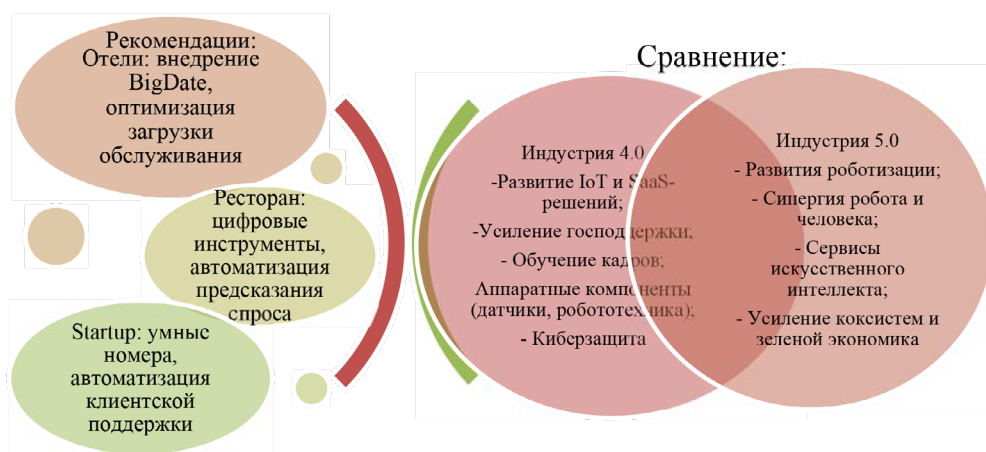 Рекомендации:
Отели: внедрение
BigDate,
оптимизация
загрузки
обслуживания
Ресторан:
цифровые
инструменты,
автоматизация
предсказания
спроса
Startup: умные
номера,
автоматизация
клиентской
поддержки
Сравнение:
Индустрия 4.0
-Развитие IoT и SaaS-
решений;
-Усиление господдержки;
- Обучение кадров;
Аппаратные компоненты
(датчики, робототехника);
- Киберзащита
Индустрия 5.0
- Развития роботизации;
- Синергия робота и
человека;
- Сервисы
искусственного
интеллекта;
- Усиление коксистем и
зеленой экономика